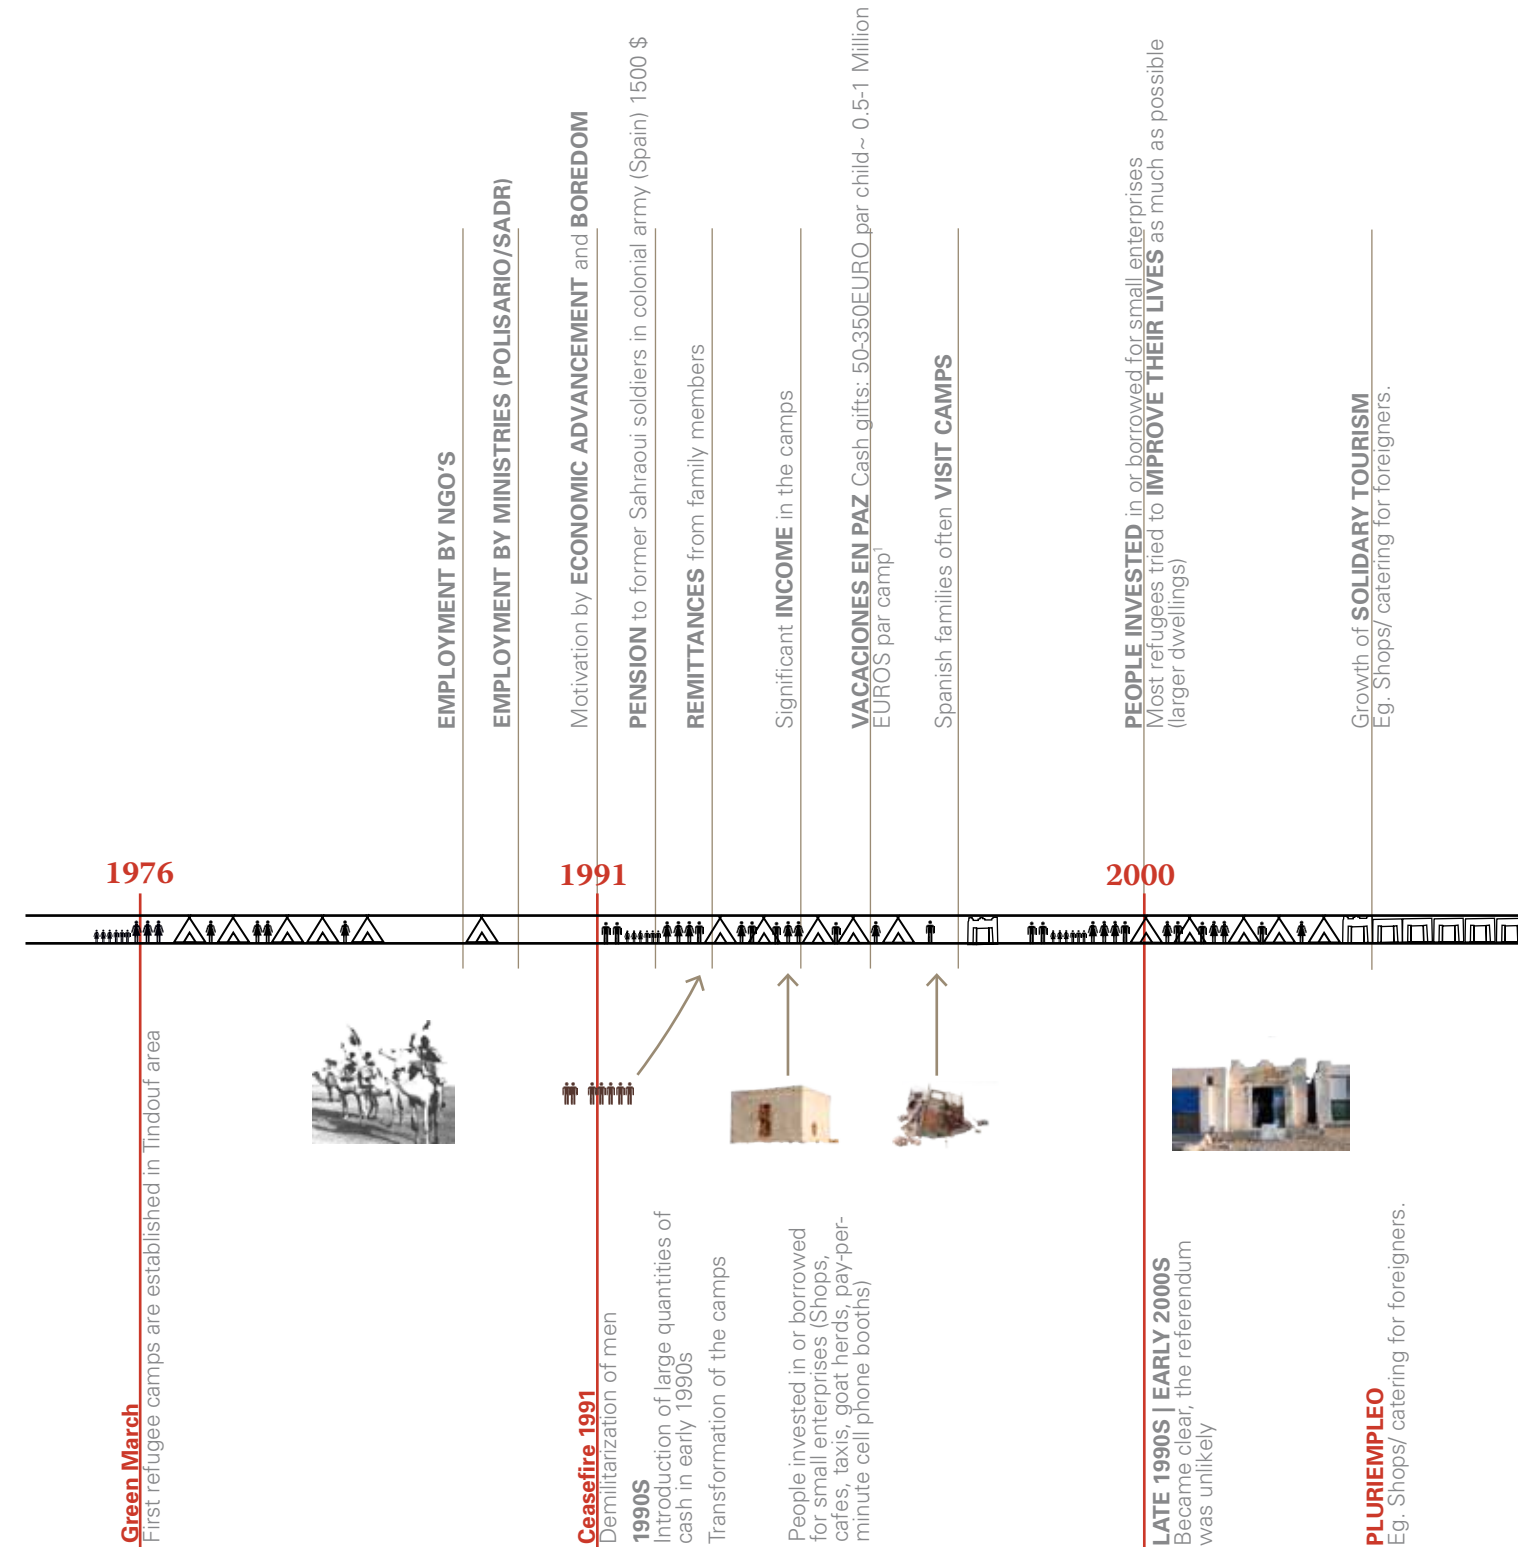 EMPLOYMENT BY NGO'S
EMPLOYMENT BY MINISTRIES (POLISARIO/SADR)
Motivation by ECONOMIC ADVANCEMENT and BOREDOM
PENSION to former Sahraoui soldiers in colonial army (Spain) 1500 $
REMITTANCES from family members
Significant INCOME in the camps
VACACIONES EN PAZ Cash gifts: 50-350EURO par child~ 0.5-1 Million
EUROS par camp1
Spanish families often VISIT CAMPS
PEOPLE INVESTED in or borrowed for small enterprises
Most refugees tried to IMPROVE THEIR LIVES as much as possible
(larger dwellings)
Growth of SOLIDARY TOURISM
Eg. Shops/ catering for foreigners.
1976
1991
2000
Green March
First refugee camps are established in Tindouf area
Ceasefire 1991
Demilitarization of men
1990S
Introduction of large quantities of
cash in early 1990s
Transformation of the camps
People invested in or borrowed
for small enterprises (Shops,
cafes, taxis, goat herds, pay-per-
minute cell phone booths)
LATE 1990S | EARLY 2000S
Became clear, the referendum
was unlikely
PLURIEMPLEO
Eg. Shops/ catering for foreigners.